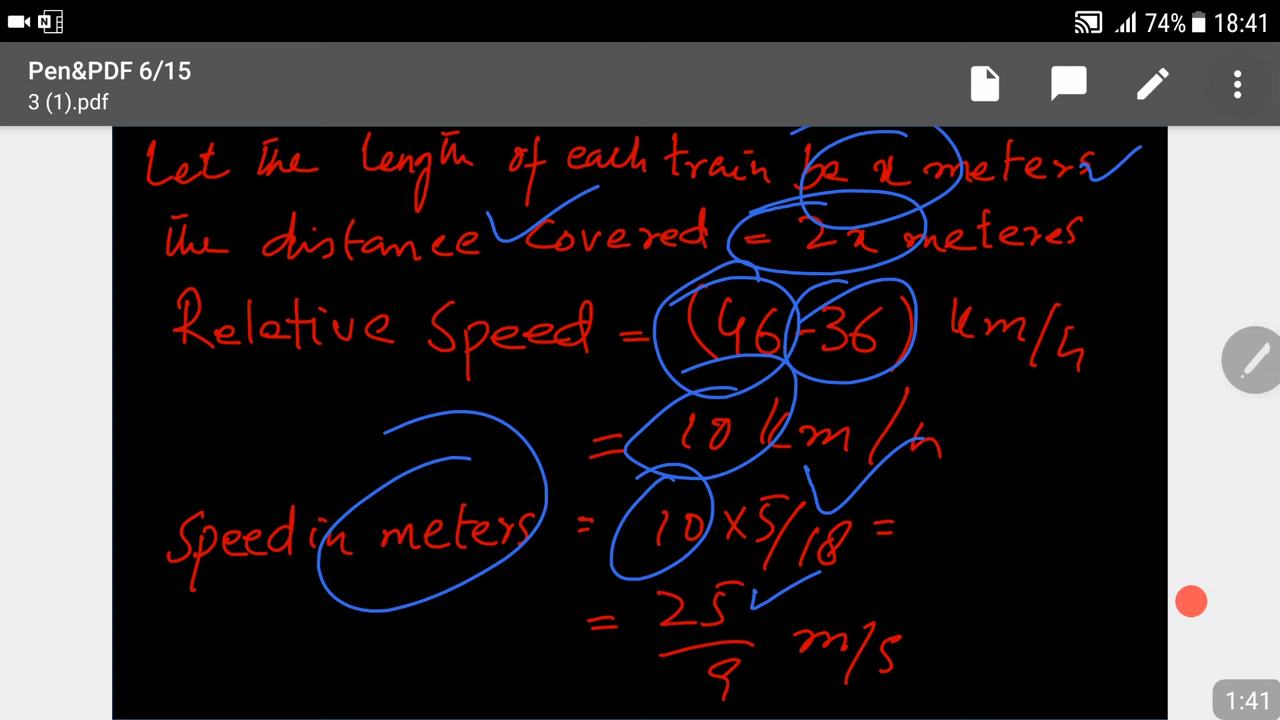 74% 18:41
Pen&PDF 6/15
3 (1).pdf
Let the length of each train be x meters
the distance covered = 2x meteres
Relative Speed = (46-36) km/h
= 10 km/h
Speed in meters = 10 x 5/18 =
= 25/9 m/s
1:41